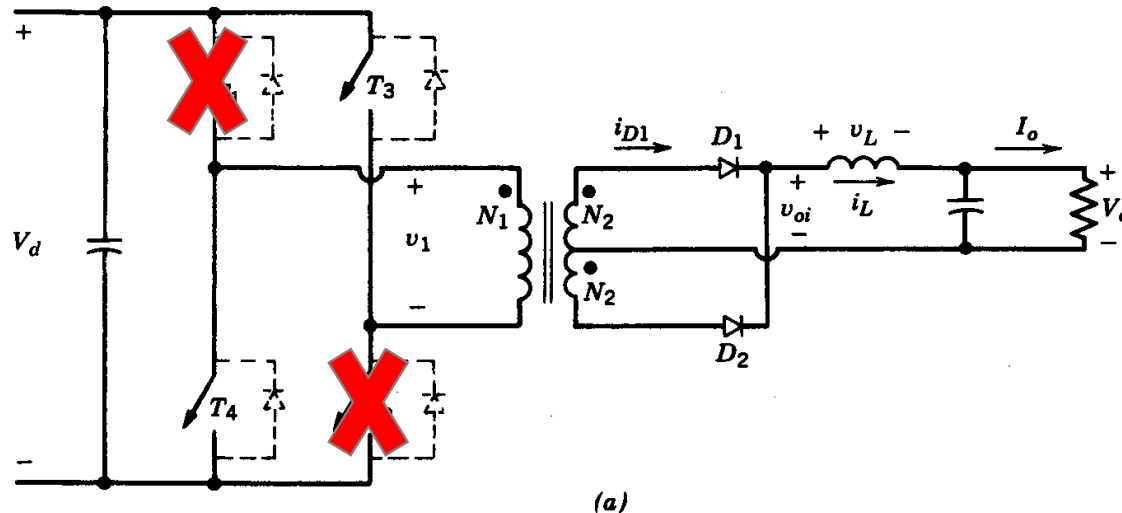 +
T3
iD1
D1
+ vL −
Io
Vd
+
v1
−
N1
N2
N2
+
voi
−
iL
+
−
D2
T4
−
(a)